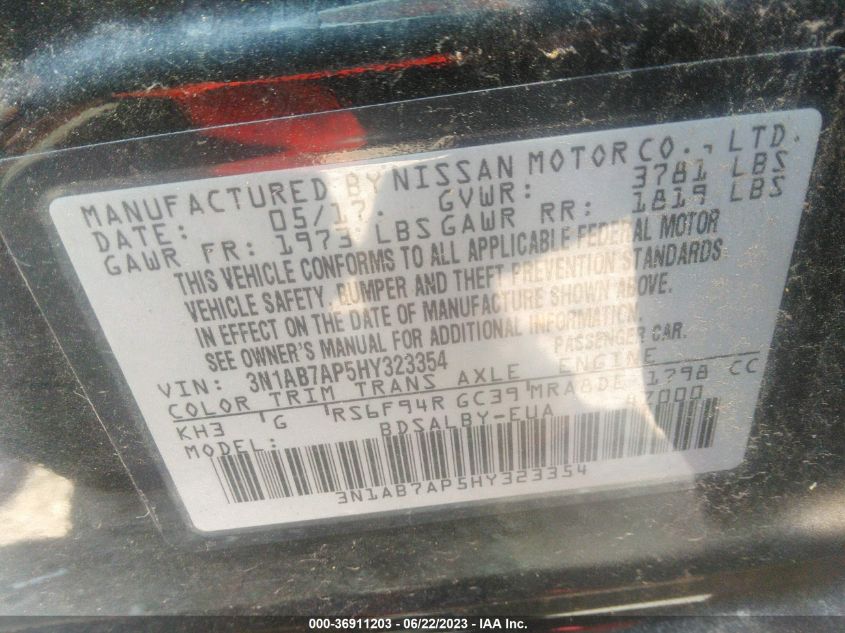 MANUFACTURED BY NISSAN MOTOR CO., LTD.
DATE: 05/17. GVWR: 3781 LBS
GAWR FR: 1973 LBS GAWR RR: 1819 LBS
THIS VEHICLE CONFORMS TO ALL APPLICABLE FEDERAL MOTOR
VEHICLE SAFETY, BUMPER AND THEFT PREVENTION STANDARDS
IN EFFECT ON THE DATE OF MANUFACTURE SHOWN ABOVE.
SEE OWNER'S MANUAL FOR ADDITIONAL INFORMATION.
VIN: 3N1AB7AP5HY323354 PASSENGER CAR.
COLOR TRIM TRANS AXLE ENGINE
KH3 G RS6F94R GC39 MRA8DE 1798 CC
MODEL: BDSALBY-EUA 7000
3N1AB7AP5HY323354
000-36911203 - 06/22/2023 - IAA Inc.